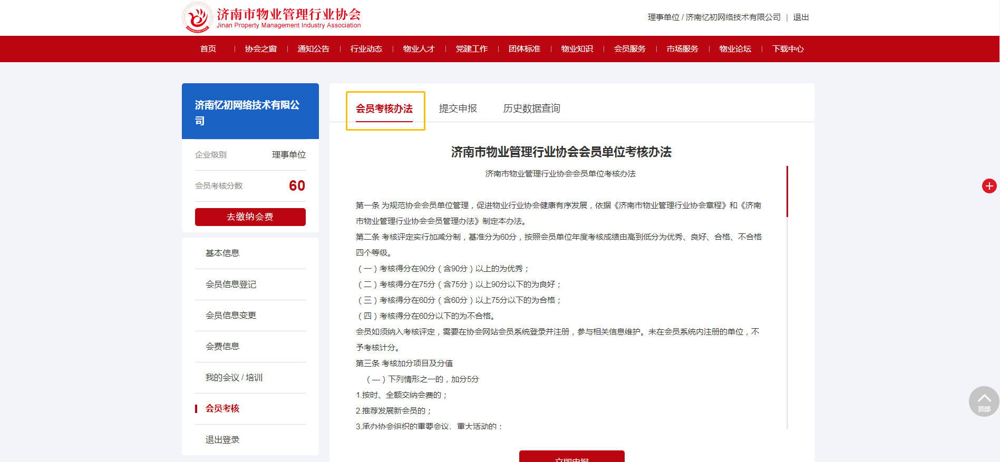 济南市物业管理行业协会
Jinan Property Management Industry Association
理事单位 / 济南忆初网络技术有限公司 | 退出
首页 协会之窗 通知公告 行业动态 物业人才 党建工作 团体标准 物业知识 会员服务 市场服务 物业论坛 下载中心
济南忆初网络技术有限公
司
企业级别 理事单位
会员考核分数 60
去缴纳会费
基本信息
会员信息登记
会员信息变更
会费信息
我的会议 / 培训
会员考核
退出登录
会员考核办法 提交申报 历史数据查询
济南市物业管理行业协会会员单位考核办法
济南市物业管理行业协会会员单位考核办法
第一条 为规范协会会员单位管理，促进物业行业协会健康有序发展，依据《济南市物业管理行业协会章程》和《济南
市物业管理行业协会会员管理办法》制定本办法。
第二条 考核评定实行加减分制，基准分为60分，按照会员单位年度考核成绩由高到低分为优秀、良好、合格、不合格
四个等级。
（一）考核得分在90分（含90分）以上的为优秀；
（二）考核得分在75分（含75分）以上90分以下的为良好；
（三）考核得分在60分（含60分）以上75分以下的为合格；
（四）考核得分在60分以下的为不合格。
会员如须纳入考核评定，需要在协会网站会员系统登录并注册，参与相关信息维护。未在会员系统内注册的单位，不
予考核计分。
第三条 考核加分项目及分值
（—）下列情形之一的，加分5分
1.按时、全额交纳会费的；
2.推荐发展新会员的；
3.承办协会组织的重要会议、重大活动的；
立即申报
顶部